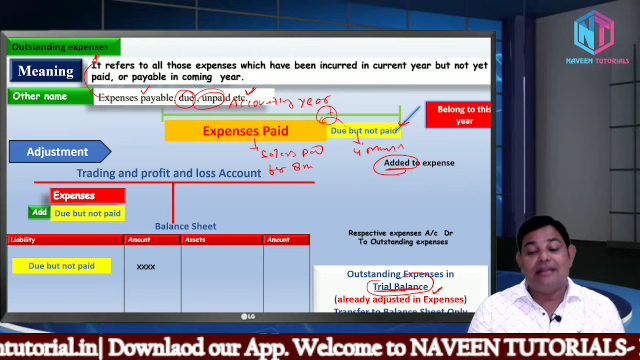 Outstanding expenses
NAVEEN TUTORIALS
Meaning
It refers to all those expenses which have been incurred in current year but not yet
paid, or payable in coming year.
Other name
Expenses payable, due, unpaid etc.
Accounting year
Belong to this
year
Expenses Paid
Due but not paid
Salary paid
for 8m
4 month
Added to expense
Adjustment
Trading and profit and loss Account
Expenses
Add
Due but not paid
Balance Sheet
Liability Amount Assets Amount
Due but not paid xxxx
Respective expenses A/c Dr
To Outstanding expenses
Outstanding Expenses in
Trial Balance
(already adjusted in Expenses)
Transfer to Balance Sheet Only
LG
ntutorial.in| Downlaod our App. Welcome to NAVEEN TUTORIALS-